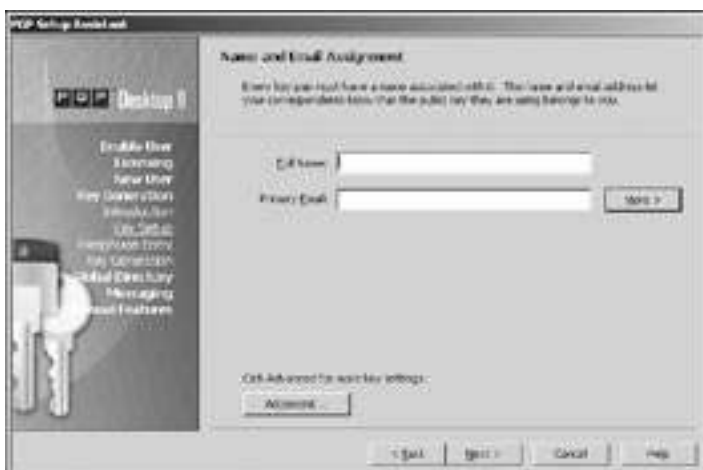 PGP Setup Assistant
PGP Desktop 9
Enable User
Licensing
New User
Key Generation
Introduction
Key Setup
Passphrase Entry
Key Generation
Global Directory
Messaging
Features
Name and Email Assignment
Every key pair must have a name associated with it. The name and email address let
your correspondents know that the public key they are using belongs to you.
Full Name:
Primary Email:
More >
Click Advanced for more key settings.
Advanced...
< Back
Next >
Cancel
Help